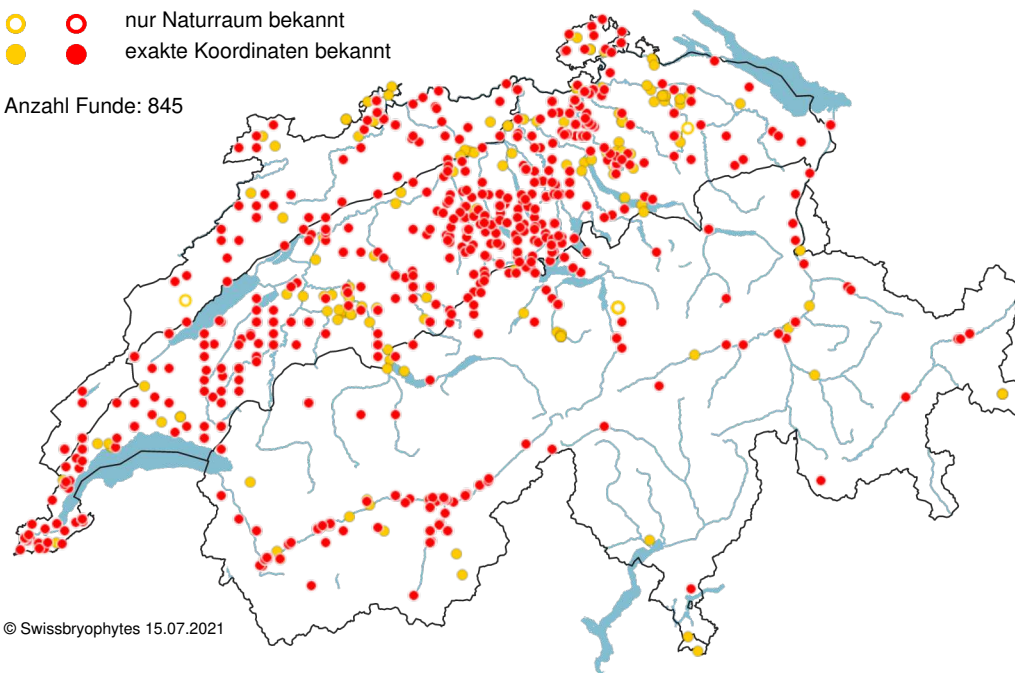 nur Naturraum bekannt
exakte Koordinaten bekannt
Anzahl Funde: 845
© Swissbryophytes 15.07.2021